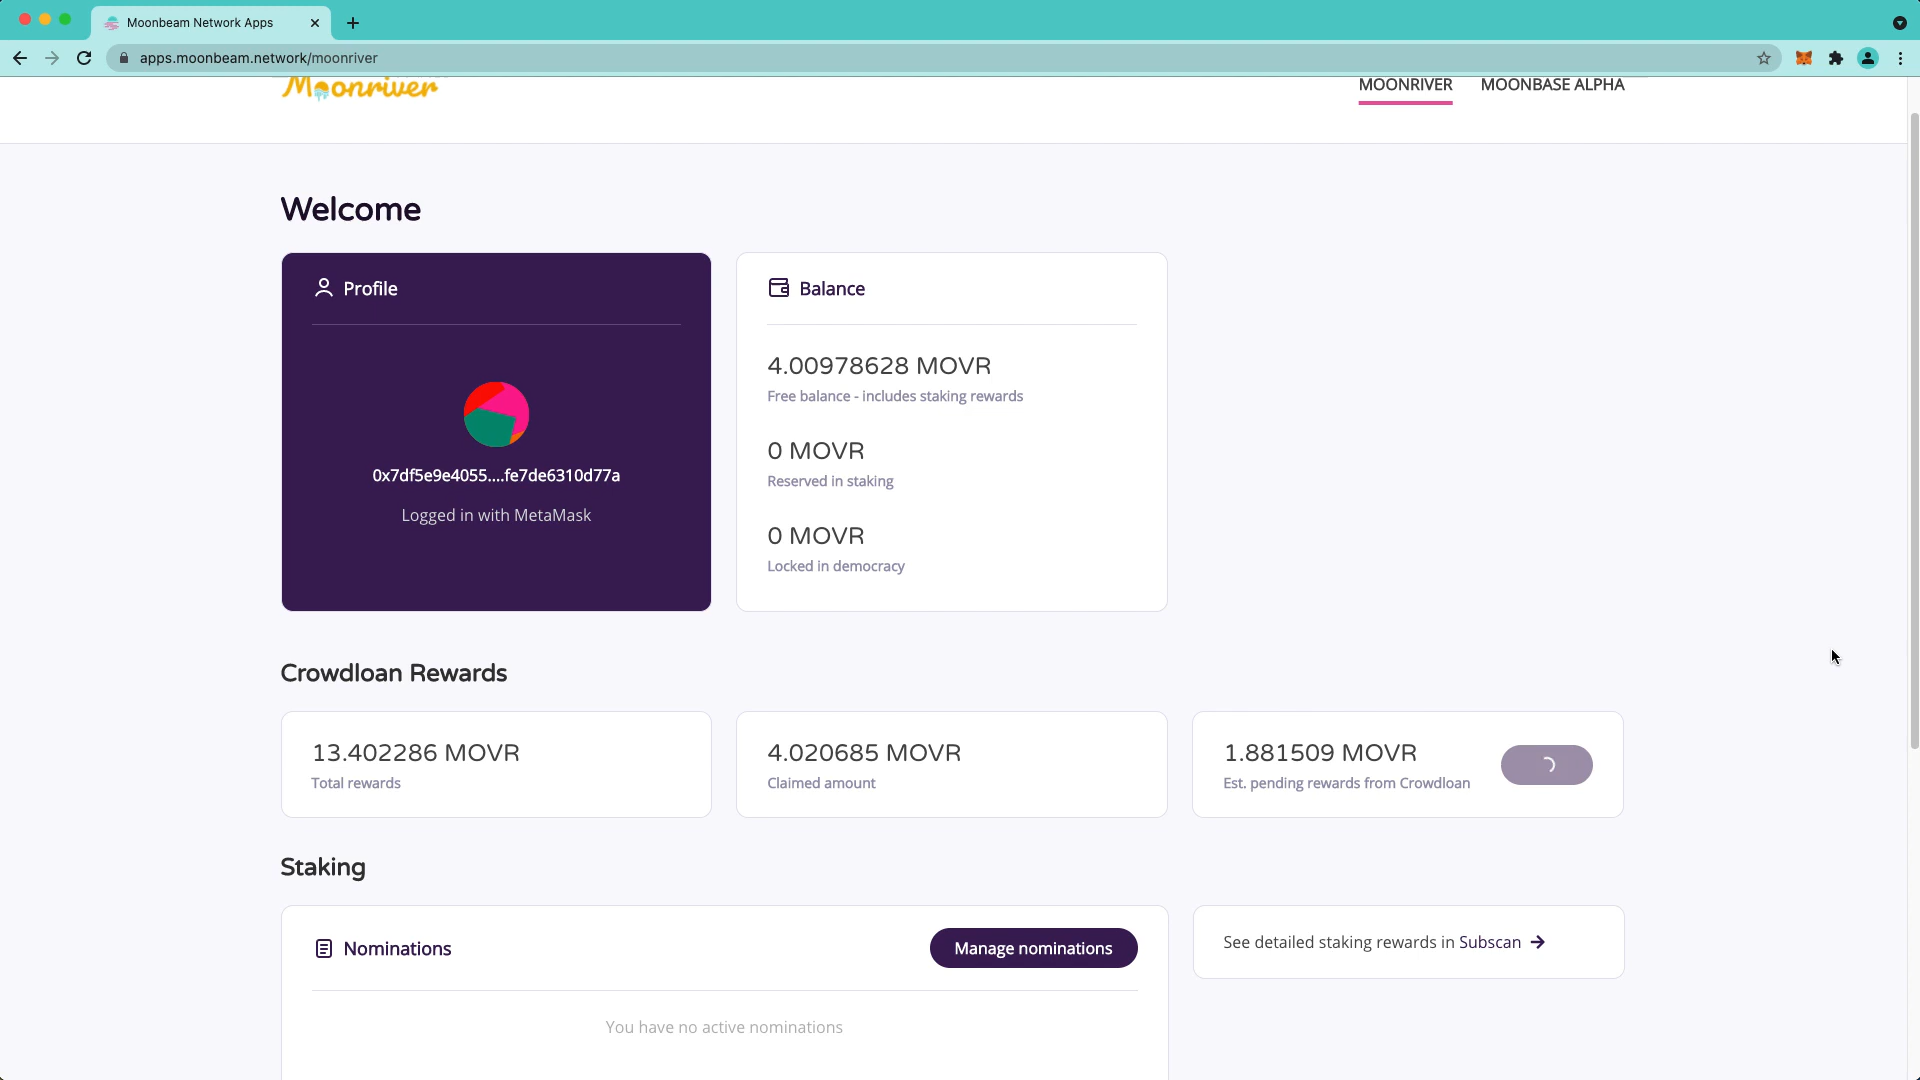 Moonbeam Network Apps
apps.moonbeam.network/moonriver
Moonriver
MOONRIVER
MOONBASE ALPHA
Welcome
Profile
0x7df5e9e4055....fe7de6310d77a
Logged in with MetaMask
Balance
4.00978628 MOVR
Free balance - includes staking rewards
0 MOVR
Reserved in staking
0 MOVR
Locked in democracy
Crowdloan Rewards
13.402286 MOVR
Total rewards
4.020685 MOVR
Claimed amount
1.881509 MOVR
Est. pending rewards from Crowdloan
Staking
Nominations
Manage nominations
You have no active nominations
See detailed staking rewards in Subscan